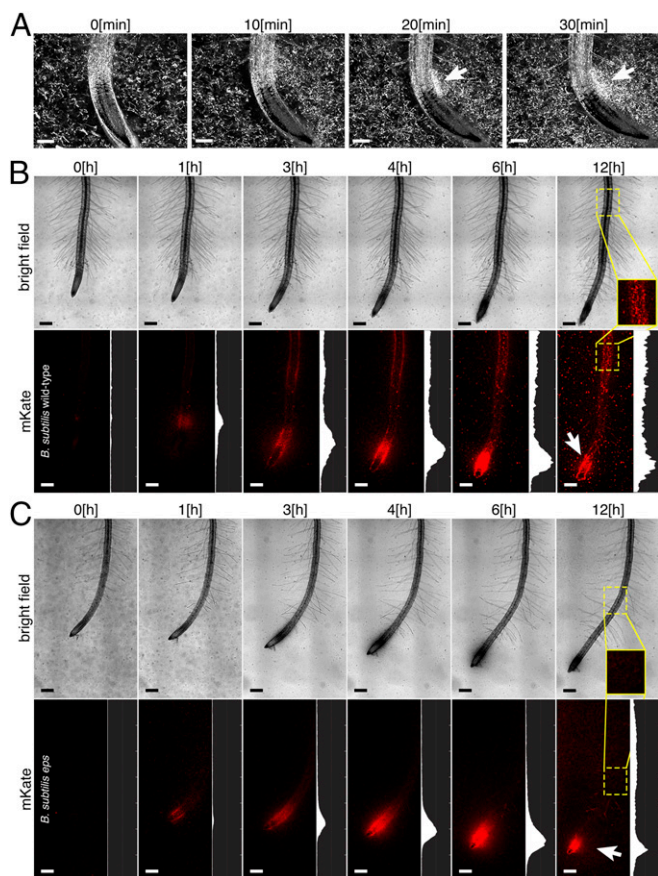 A
0[min] 10[min] 20[min] 30[min]
B
0[h] 1[h] 3[h] 4[h] 6[h] 12[h]
bright field
mKate
B. subtilis wild-type
C
0[h] 1[h] 3[h] 4[h] 6[h] 12[h]
bright field
mKate
B. subtilis eps